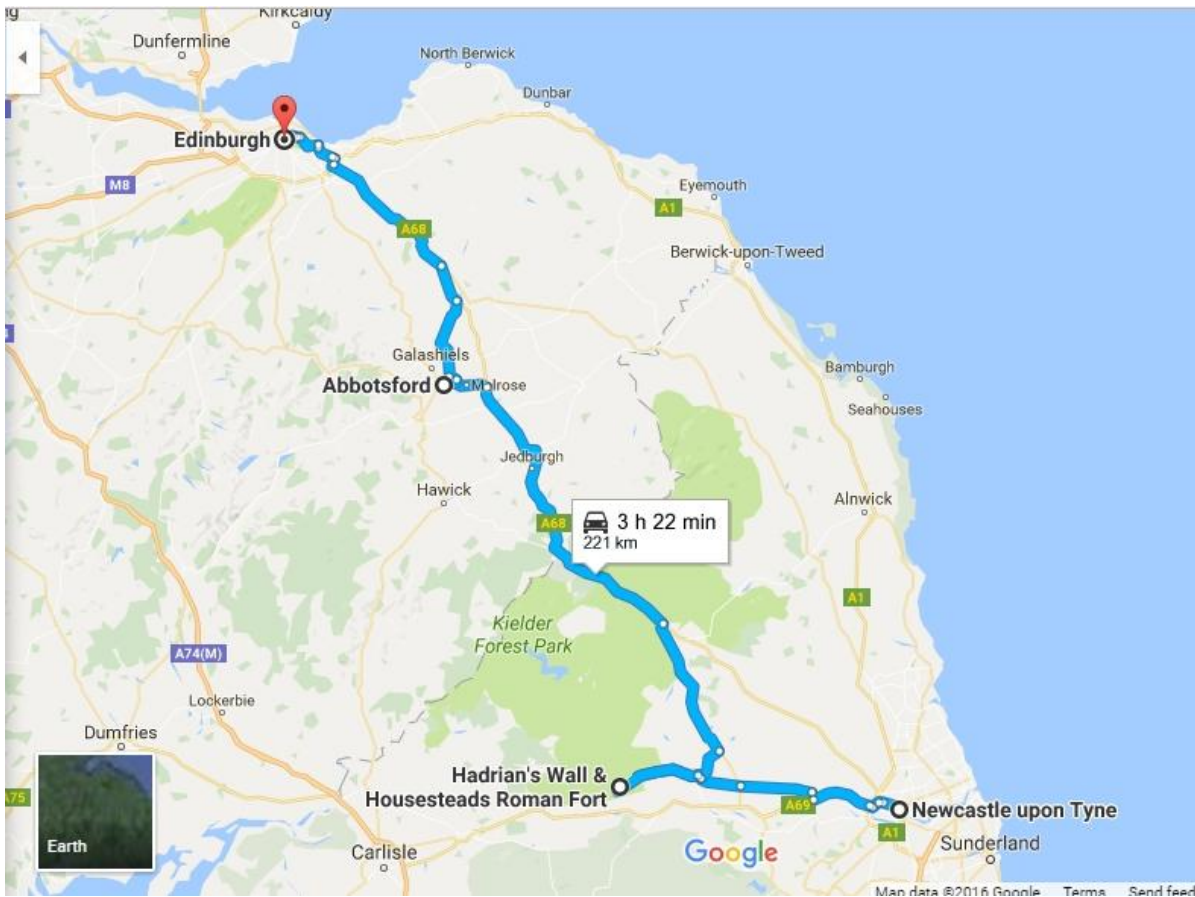 Kirkcaldy
Dunfermline
North Berwick
Dunbar
Edinburgh
M8
Eyemouth
A1
A68
Berwick-upon-Tweed
Galashiels
Abbotsford
Melrose
Bamburgh
Seahouses
Jedburgh
Hawick
Alnwick
A68
3 h 22 min
221 km
A1
Kielder
Forest Park
A74(M)
Lockerbie
Dumfries
Hadrian's Wall &
Housesteads Roman Fort
A75
A69
Newcastle upon Tyne
A1
Sunderland
Earth
Carlisle
Google
Map data ©2016 Google Terms Send feed